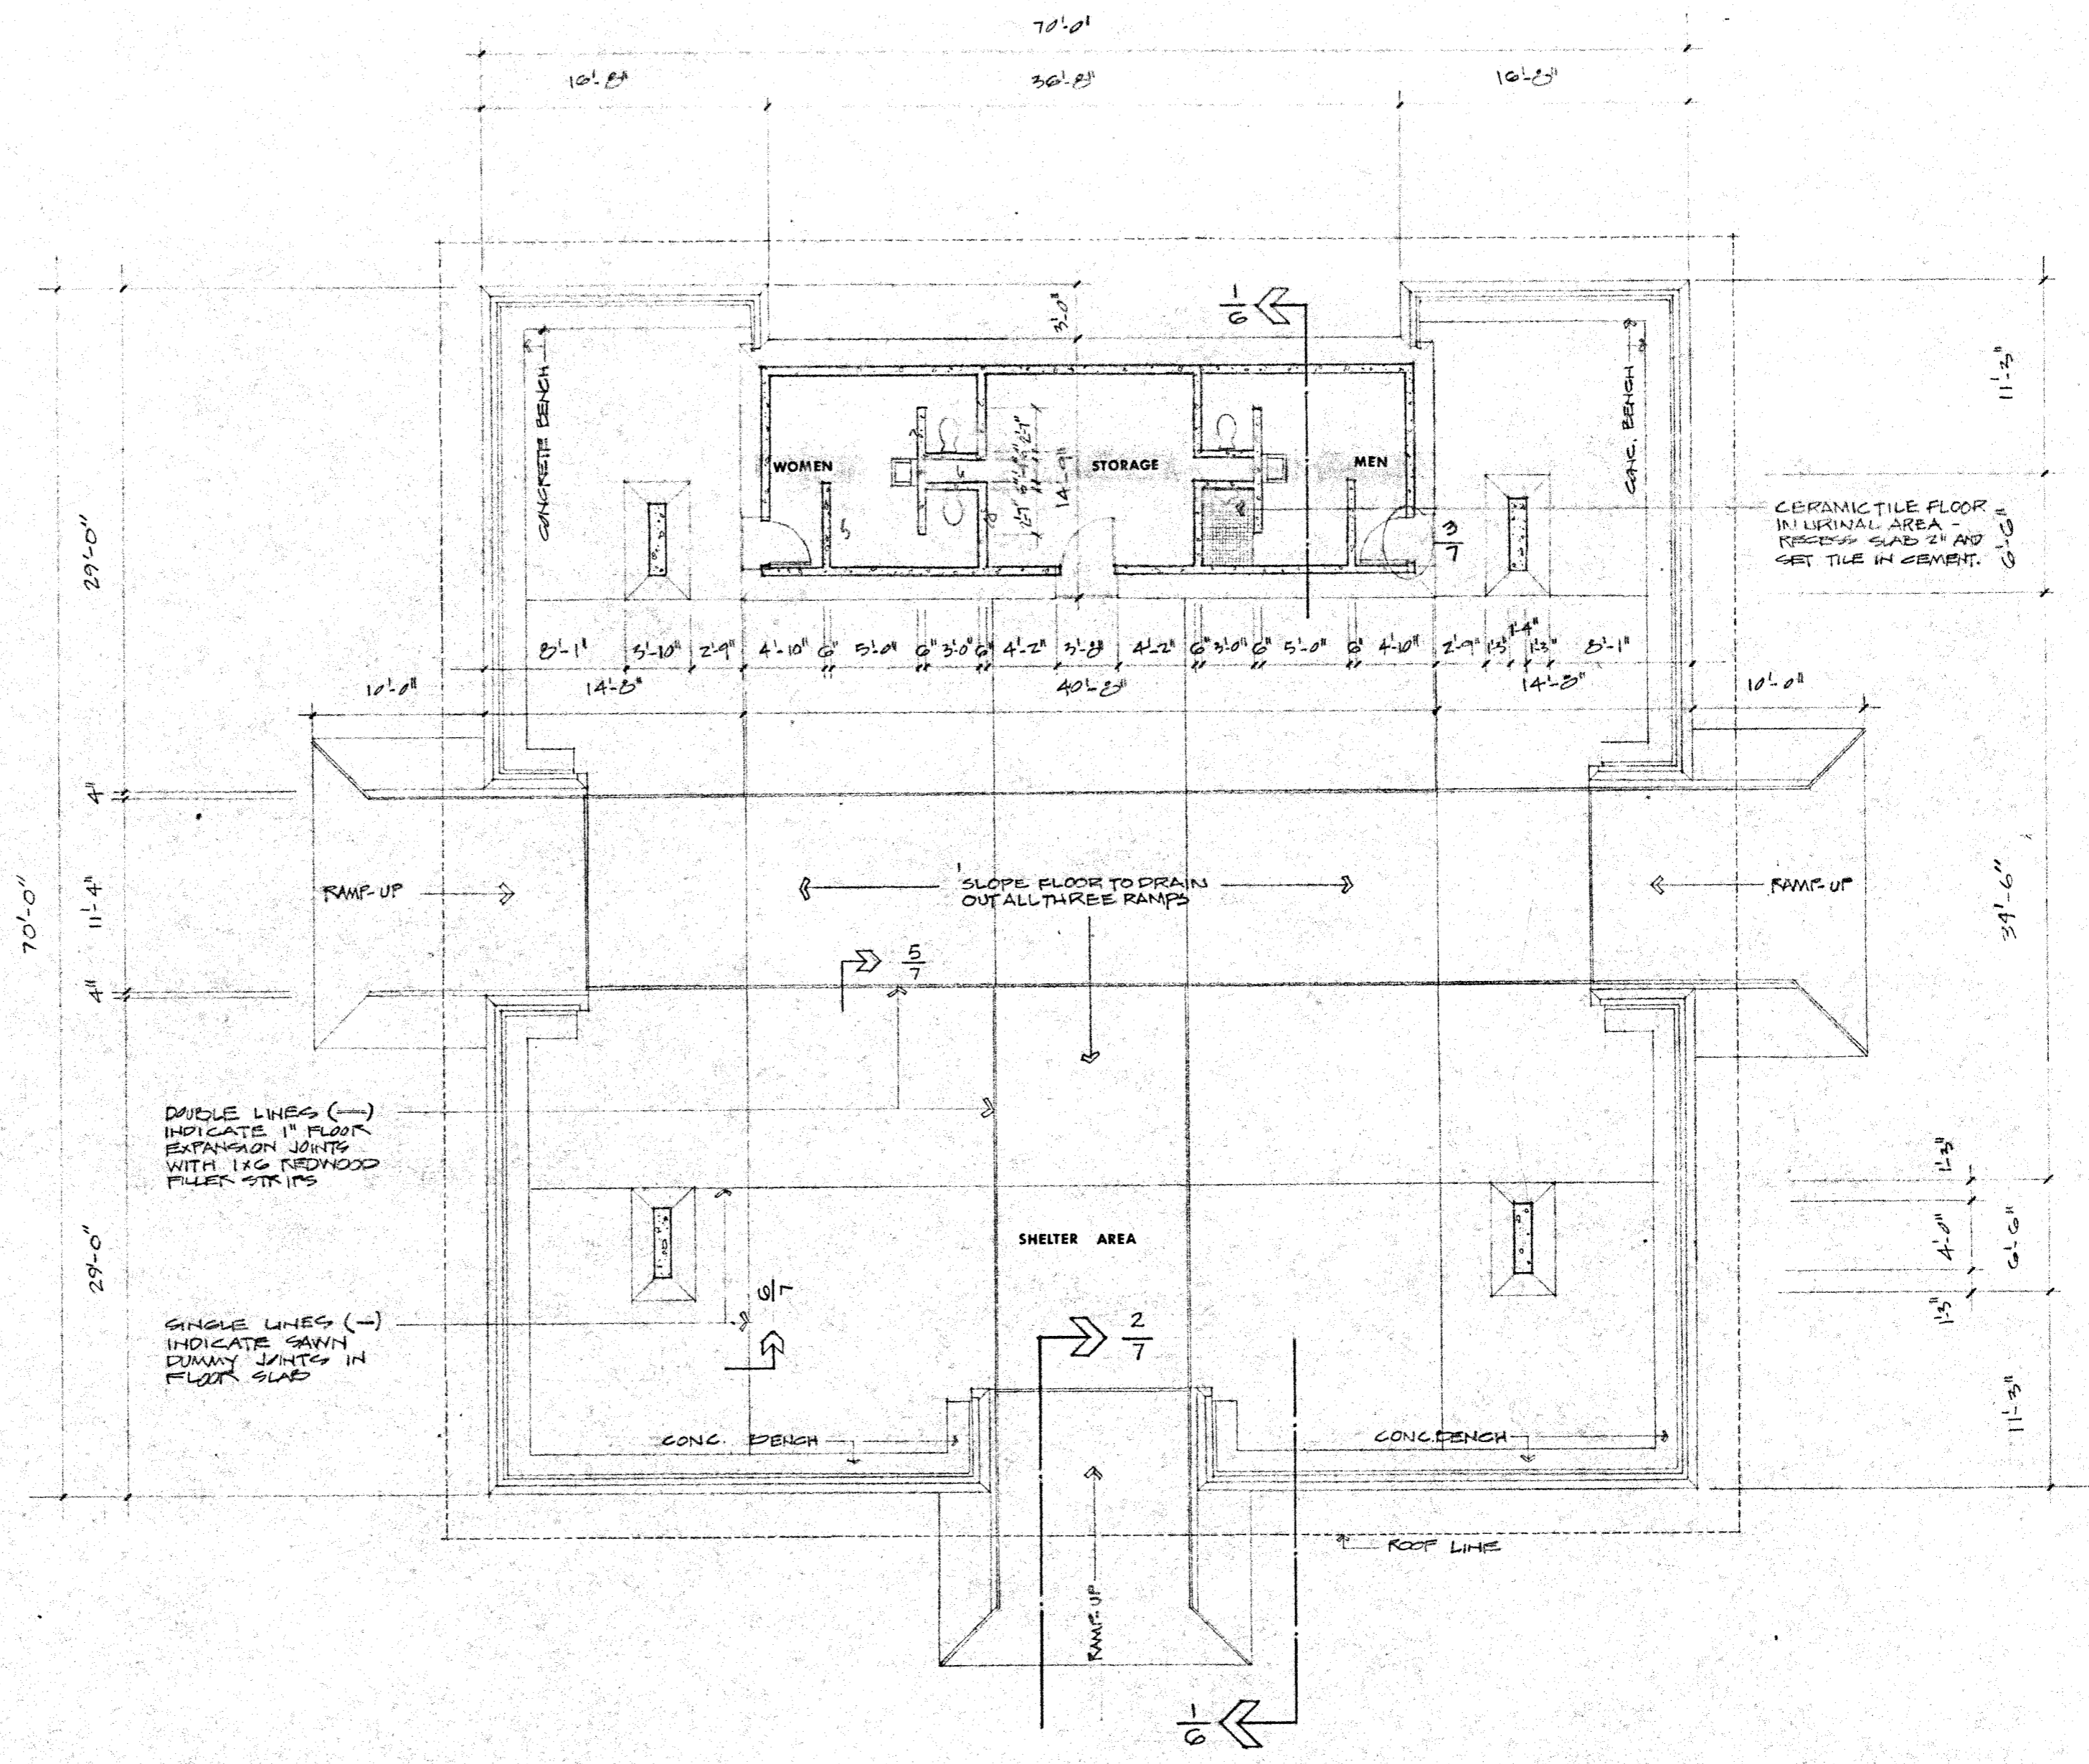 70'-0"
16'-8" 36'-8" 16'-8"
3'-0"
1
6
11'-3"
CONCRETE BENCH
CONC. BENCH
WOMEN
STORAGE
MEN
14'-9"
29'-0"
CERAMIC TILE FLOOR
IN URINAL AREA -
RECESS SLAB 2" AND
SET TILE IN CEMENT.
6'-6"
3
7
8'-1" 3'-10" 2'-9" 4'-10" 6" 5'-0" 6" 3'-0" 6" 4'-2" 3'-8" 4'-2" 6" 3'-0" 6" 5'-0" 6" 4'-10" 2'-9" 1'-3" 1'-4" 1'-3" 8'-1"
10'-0" 14'-8" 40'-8" 14'-8" 10'-0"
4"
70'-0"
11'-4"
4"
RAMP-UP
SLOPE FLOOR TO DRAIN
OUT ALL THREE RAMPS
RAMP-UP
34'-6"
5
7
DOUBLE LINES (—)
INDICATE 1" FLOOR
EXPANSION JOINTS
WITH 1x6 REDWOOD
FILLER STRIPS
1'-3"
SHELTER AREA
4'-0"
6'-6"
29'-0"
6
7
1'-3"
SINGLE LINES (—)
INDICATE SAWN
DUMMY JOINTS IN
FLOOR SLAB
2
7
11'-3"
CONC. BENCH
CONC. BENCH
ROOF LINE
RAMP-UP
1
6